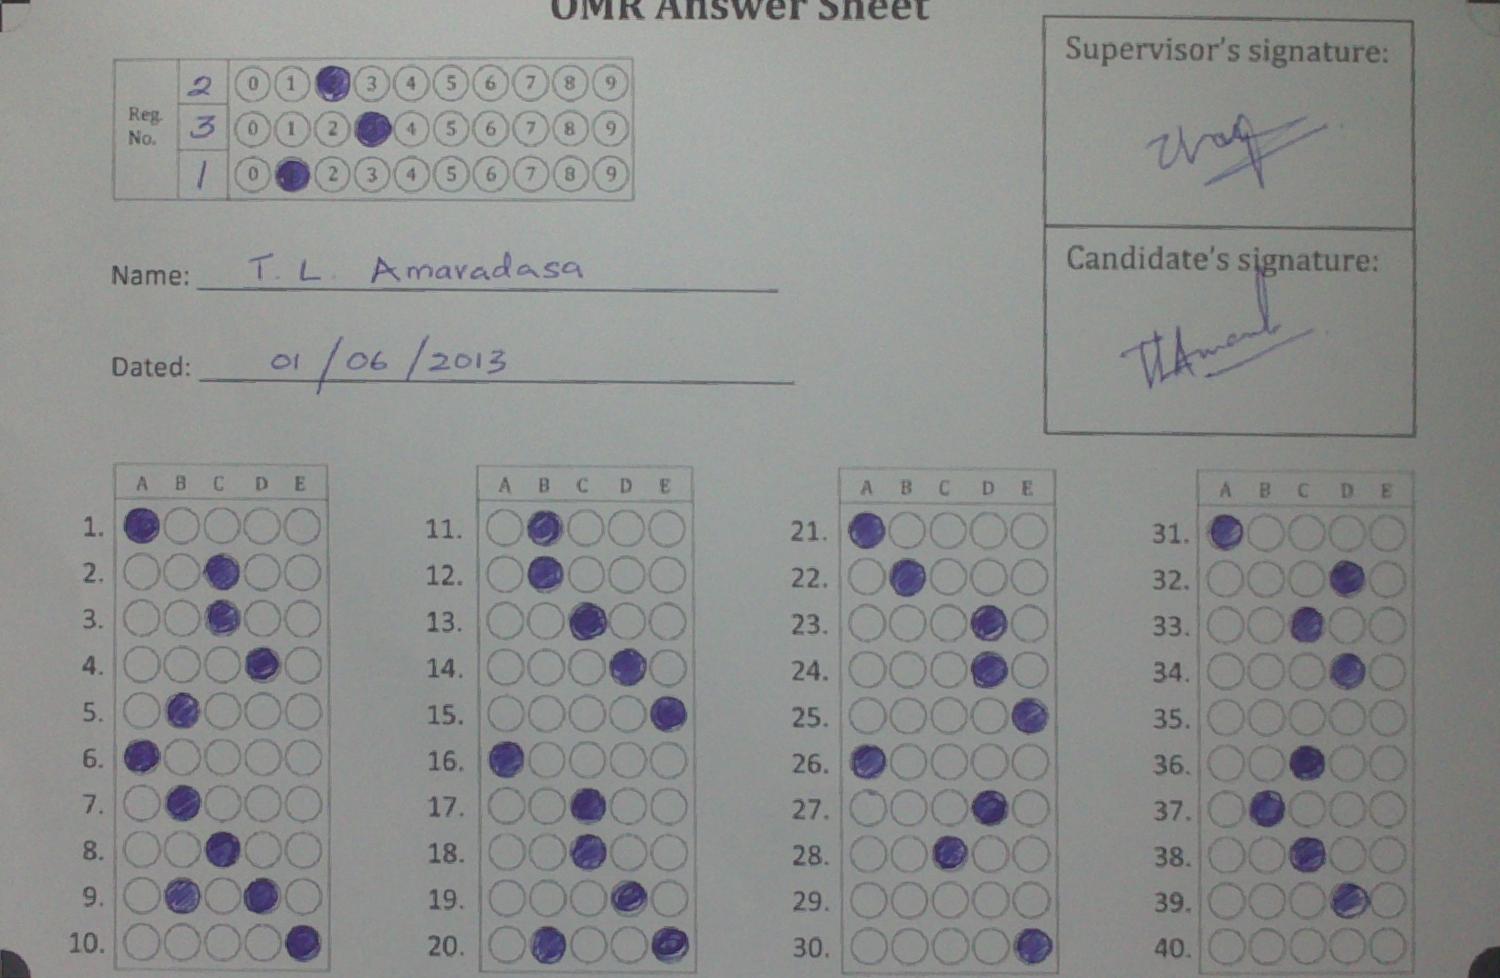 OMR Answer Sheet
Supervisor's signature:
Reg. No.
2 0 1 3 4 5 6 7 8 9
3 0 1 2 4 5 6 7 8 9
1 0 2 3 4 5 6 7 8 9
Name: T. L. Amaradasa
Candidate's signature:
Dated: 01/06/2013
A B C D E A B C D E A B C D E A B C D E
1. 11. 21. 31.
2. 12. 22. 32.
3. 13. 23. 33.
4. 14. 24. 34.
5. 15. 25. 35.
6. 16. 26. 36.
7. 17. 27. 37.
8. 18. 28. 38.
9. 19. 29. 39.
10. 20. 30. 40.